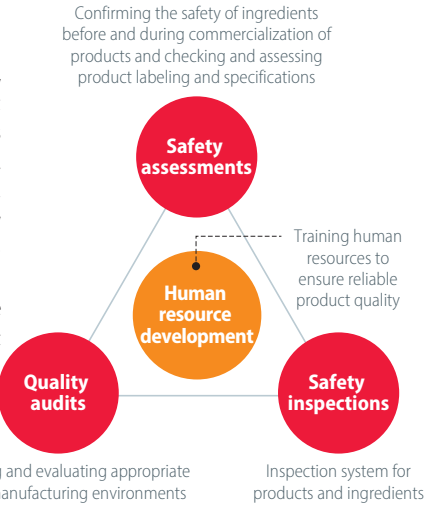 Confirming the safety of ingredients
before and during commercialization of
products and checking and assessing
product labeling and specifications
Safety
assessments
Training human
resources to
ensure reliable
product quality
Human
resource
development
Quality
audits
Safety
inspections
and evaluating appropriate
manufacturing environments
Inspection system for
products and ingredients